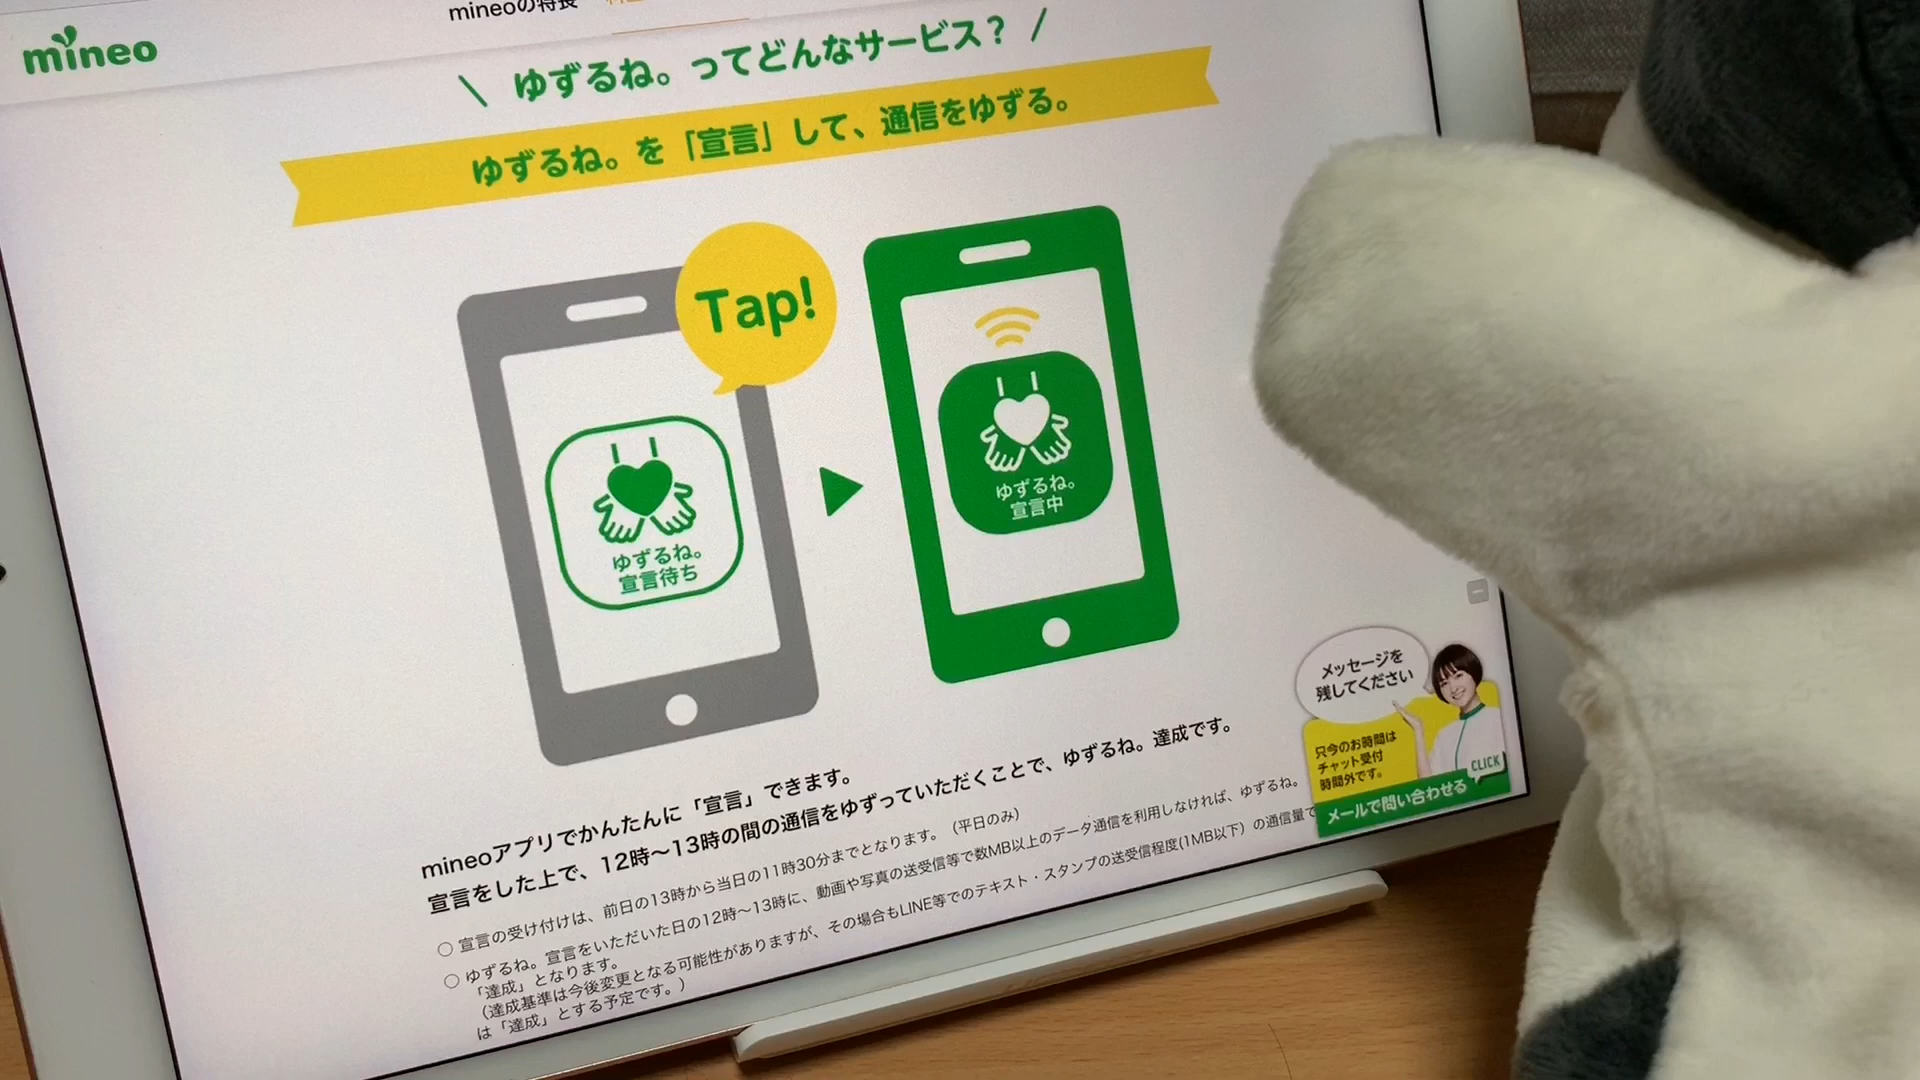 mineo
mineoの特長
\ ゆずるね。ってどんなサービス? /
ゆずるね。を「宣言」して、通信をゆずる。
Tap!
ゆずるね。
宣言待ち
ゆずるね。
宣言中
mineoアプリでかんたんに「宣言」できます。
宣言をした上で、12時〜13時の間の通信をゆずっていただくことで、ゆずるね。達成です。
○ 宣言の受け付けは、前日の13時から当日の11時30分までとなります。(平日のみ)
○ ゆずるね。宣言をいただいた日の12時〜13時に、動画や写真の送受信等で数MB以上のデータ通信を利用しなければ、ゆずるね。
「達成」となります。
(達成基準は今後変更となる可能性がありますが、その場合もLINE等でのテキスト・スタンプの送受信程度(1MB以下)の通信量で
は「達成」とする予定です。)
メッセージを
残してください
只今のお時間は
チャット受付
時間外です。
CLICK
メールで問い合わせる